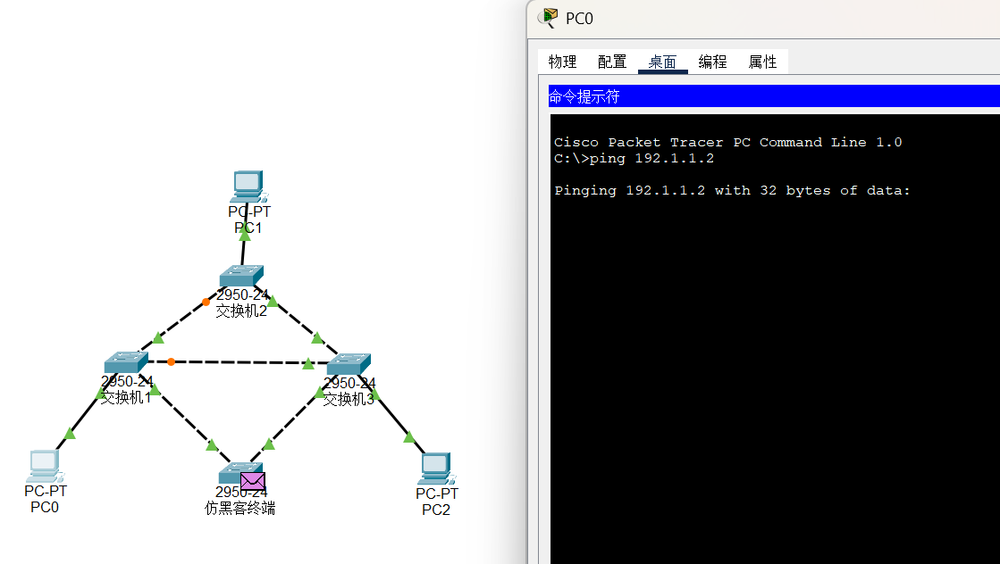 PC-PT
PC1
2950-24
交换机2
2950-24
交换机1
2950-24
交换机3
PC-PT
PC0
2950-24
仿黑客终端
PC-PT
PC2
PC0
物理 配置 桌面 编程 属性
命令提示符
Cisco Packet Tracer PC Command Line 1.0
C:\>ping 192.1.1.2
Pinging 192.1.1.2 with 32 bytes of data: